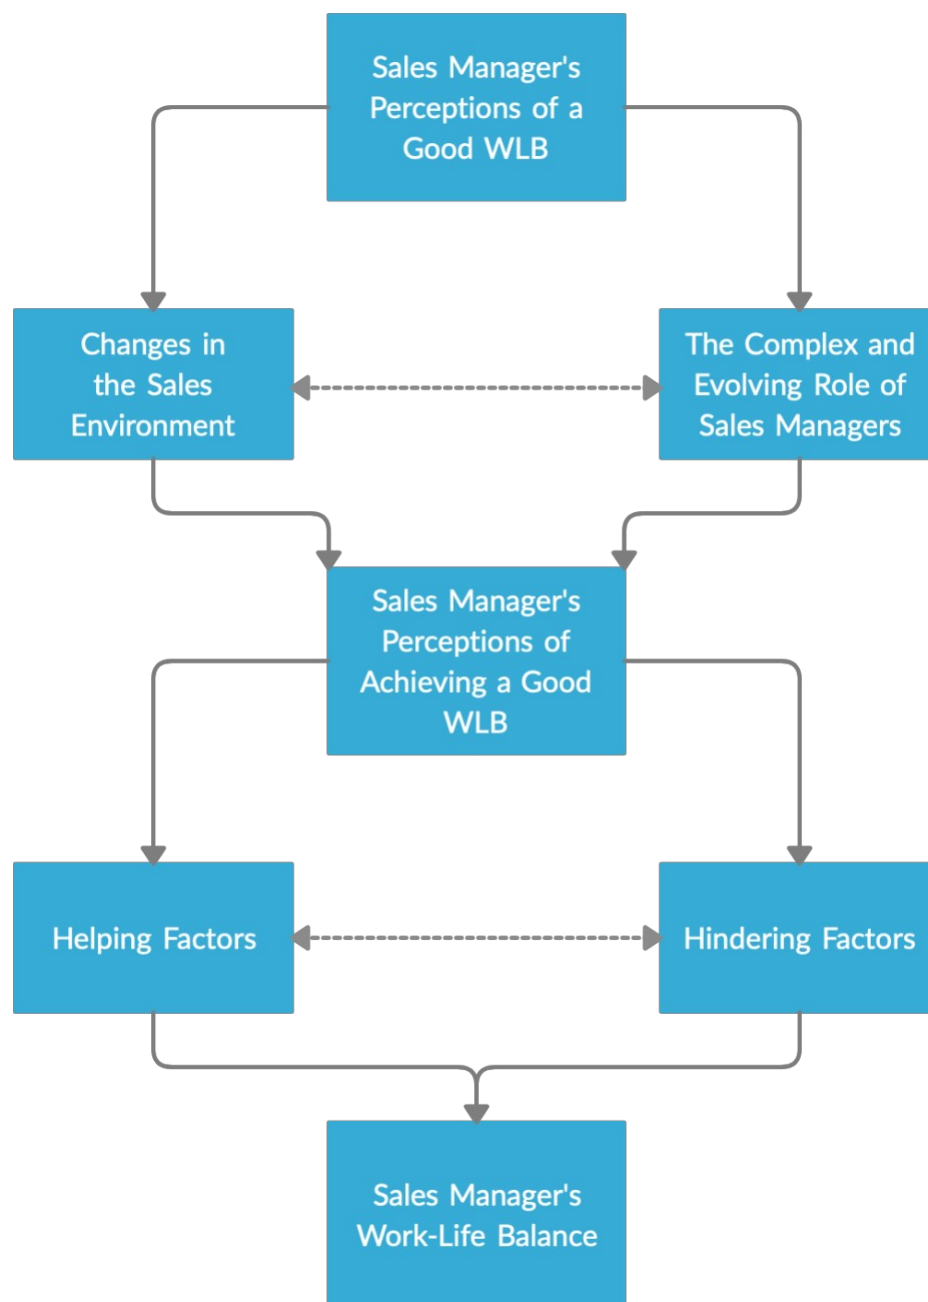 Sales Manager's
Perceptions of a
Good WLB
Changes in
the Sales
Environment
The Complex and
Evolving Role of
Sales Managers
Sales Manager's
Perceptions of
Achieving a Good
WLB
Helping Factors
Hindering Factors
Sales Manager's
Work-Life Balance